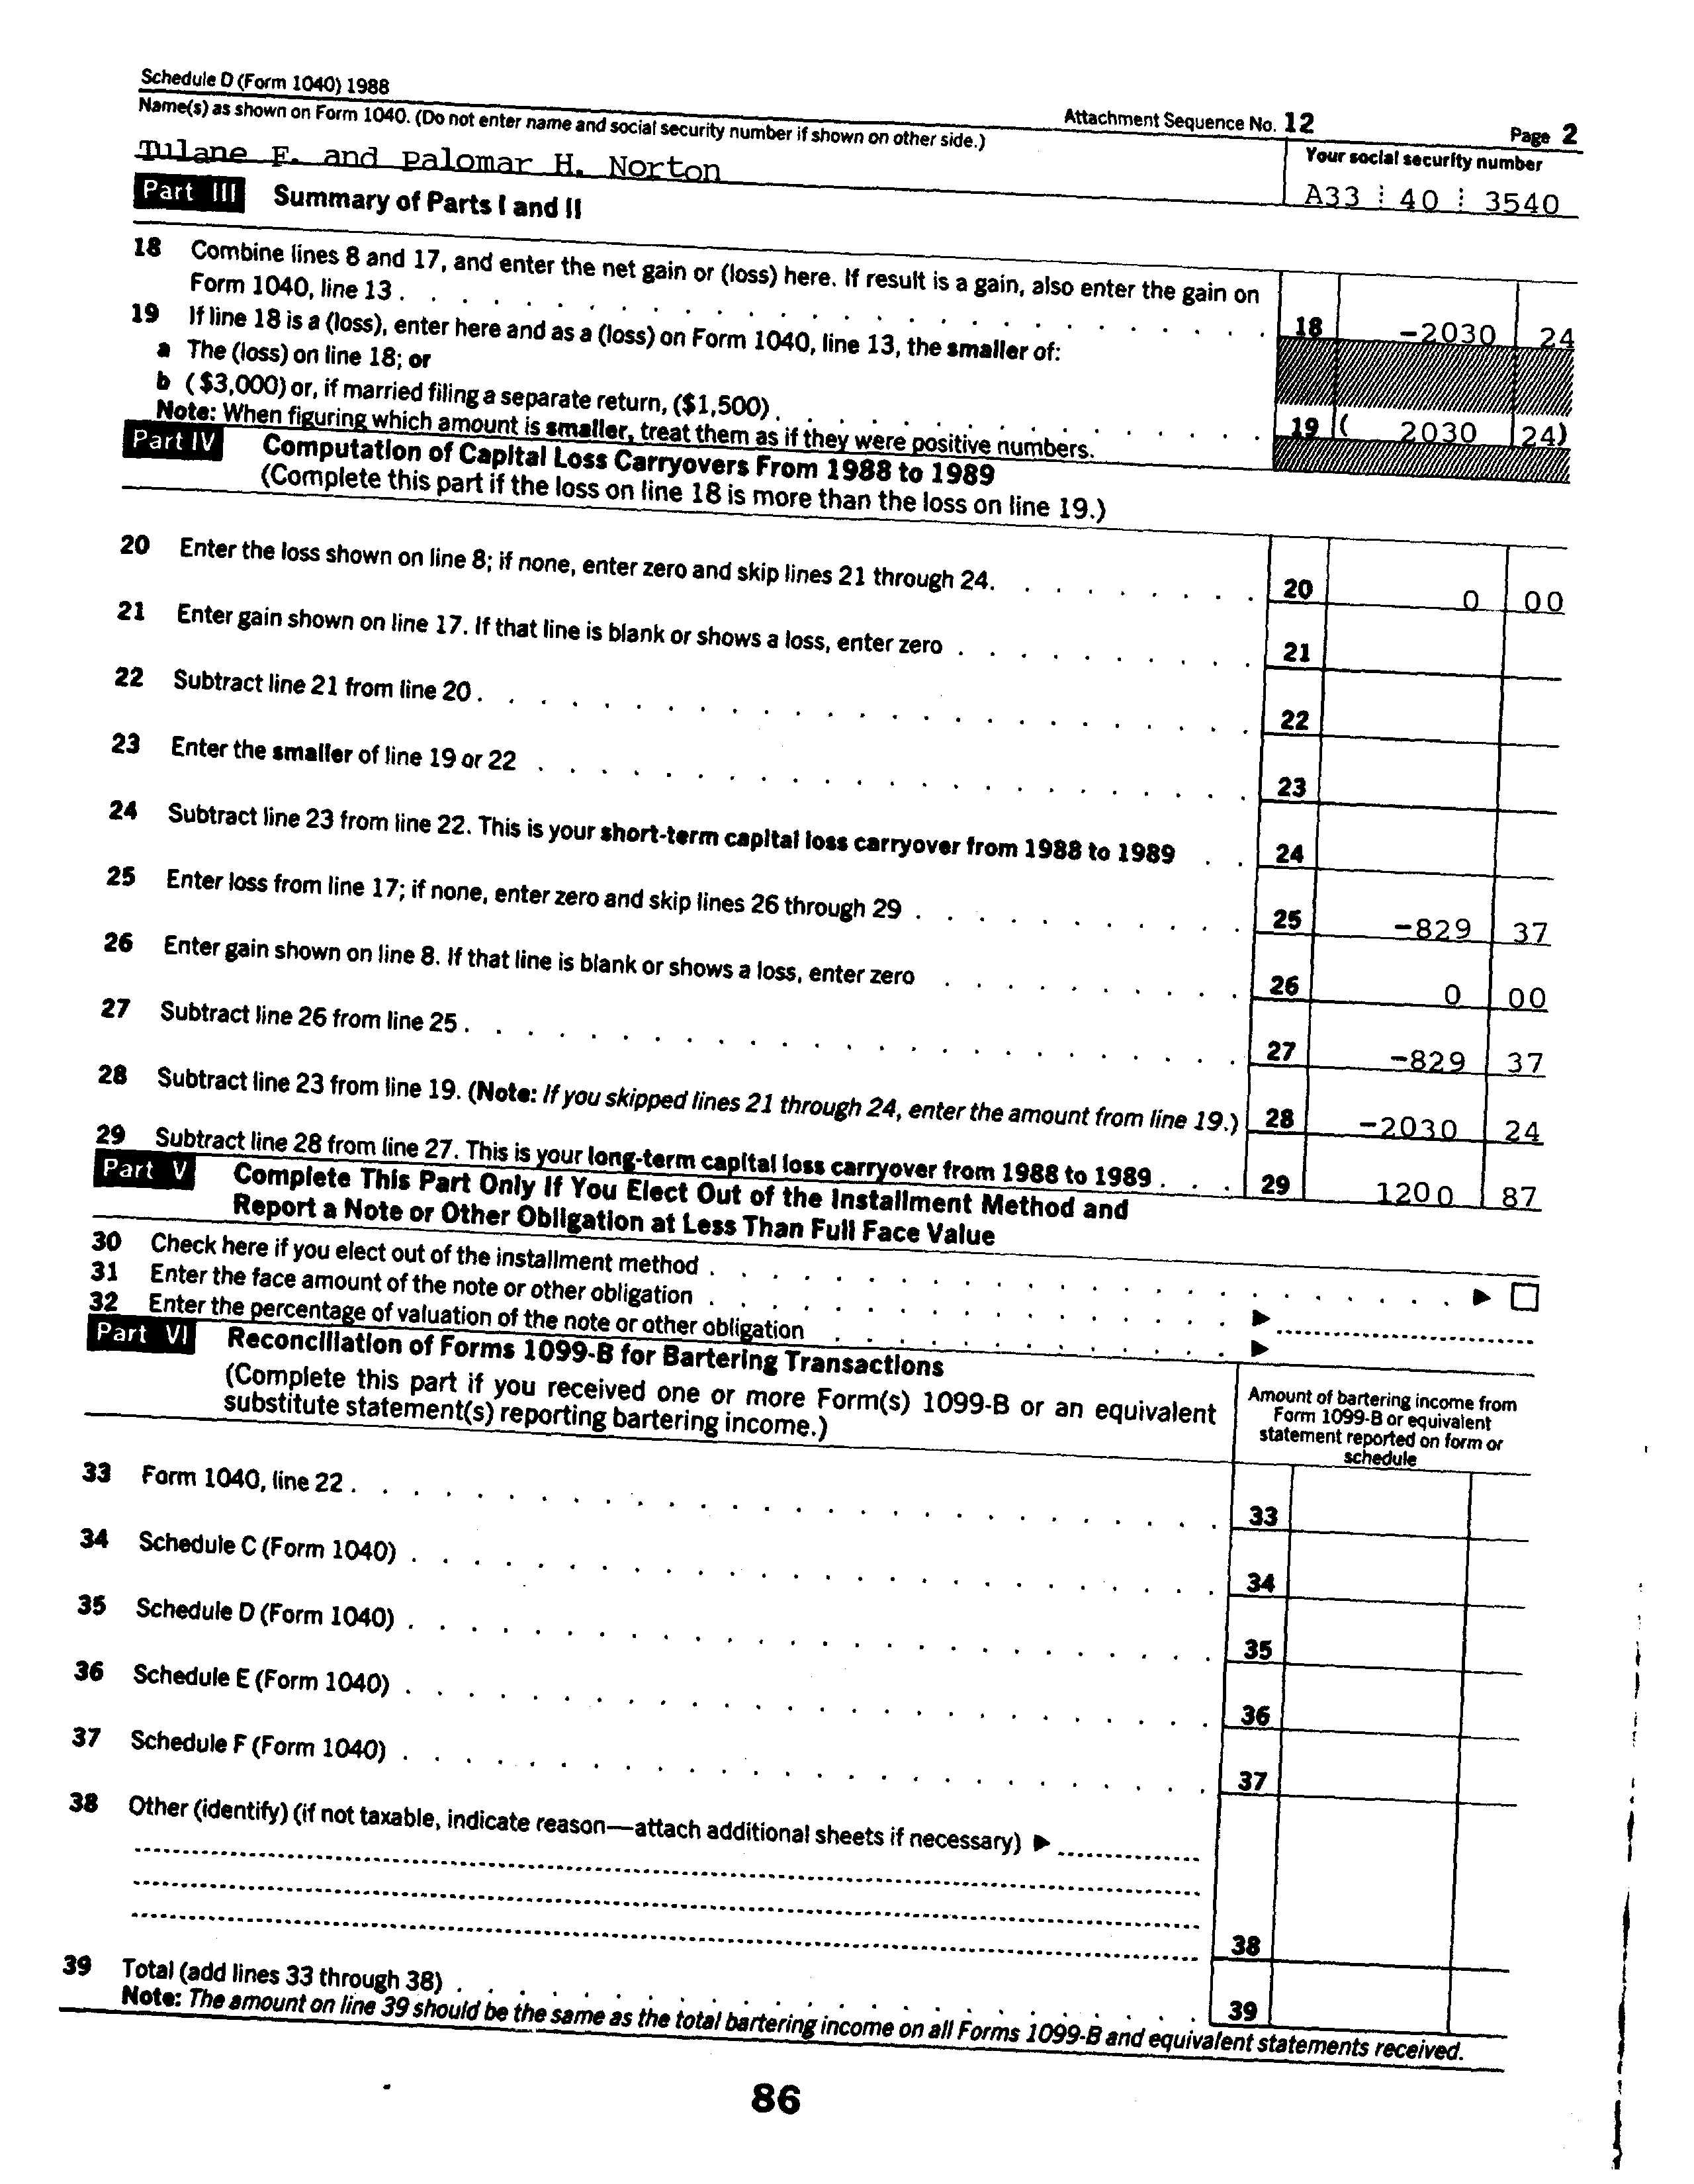 Schedule D (Form 1040) 1988
Attachment Sequence No. 12
Page 2
Name(s) as shown on Form 1040. (Do not enter name and social security number if shown on other side.)
Your social security number
Tulane F. and Palomar H. Norton
A33 40 3540
Part III Summary of Parts I and II
18 Combine lines 8 and 17, and enter the net gain or (loss) here. If result is a gain, also enter the gain on
Form 1040, line 13 . 18 -2030 24
19 If line 18 is a (loss), enter here and as a (loss) on Form 1040, line 13, the smaller of:
a The (loss) on line 18; or
b ($3,000) or, if married filing a separate return, ($1,500) . 19 ( 2030 24)
Note: When figuring which amount is smaller, treat them as if they were positive numbers.
Part IV Computation of Capital Loss Carryovers From 1988 to 1989
(Complete this part if the loss on line 18 is more than the loss on line 19.)
20 Enter the loss shown on line 8; if none, enter zero and skip lines 21 through 24. 20 0 00
21 Enter gain shown on line 17. If that line is blank or shows a loss, enter zero . 21
22 Subtract line 21 from line 20 . 22
23 Enter the smaller of line 19 or 22 . 23
24 Subtract line 23 from line 22. This is your short-term capital loss carryover from 1988 to 1989 . 24
25 Enter loss from line 17; if none, enter zero and skip lines 26 through 29 . 25 -829 37
26 Enter gain shown on line 8. If that line is blank or shows a loss, enter zero . 26 0 00
27 Subtract line 26 from line 25 . 27 -829 37
28 Subtract line 23 from line 19. (Note: If you skipped lines 21 through 24, enter the amount from line 19.) 28 -2030 24
29 Subtract line 28 from line 27. This is your long-term capital loss carryover from 1988 to 1989 . 29 1200 87
Part V Complete This Part Only If You Elect Out of the Installment Method and
Report a Note or Other Obligation at Less Than Full Face Value
30 Check here if you elect out of the installment method . ▶ ☐
31 Enter the face amount of the note or other obligation . ▶
32 Enter the percentage of valuation of the note or other obligation . ▶
Part VI Reconciliation of Forms 1099-B for Bartering Transactions
(Complete this part if you received one or more Form(s) 1099-B or an equivalent
substitute statement(s) reporting bartering income.)
Amount of bartering income from
Form 1099-B or equivalent
statement reported on form or
schedule
33 Form 1040, line 22 . 33
34 Schedule C (Form 1040) . 34
35 Schedule D (Form 1040) . 35
36 Schedule E (Form 1040) . 36
37 Schedule F (Form 1040) . 37
38 Other (identify) (if not taxable, indicate reason—attach additional sheets if necessary) ▶
38
39 Total (add lines 33 through 38) . 39
Note: The amount on line 39 should be the same as the total bartering income on all Forms 1099-B and equivalent statements received.
86